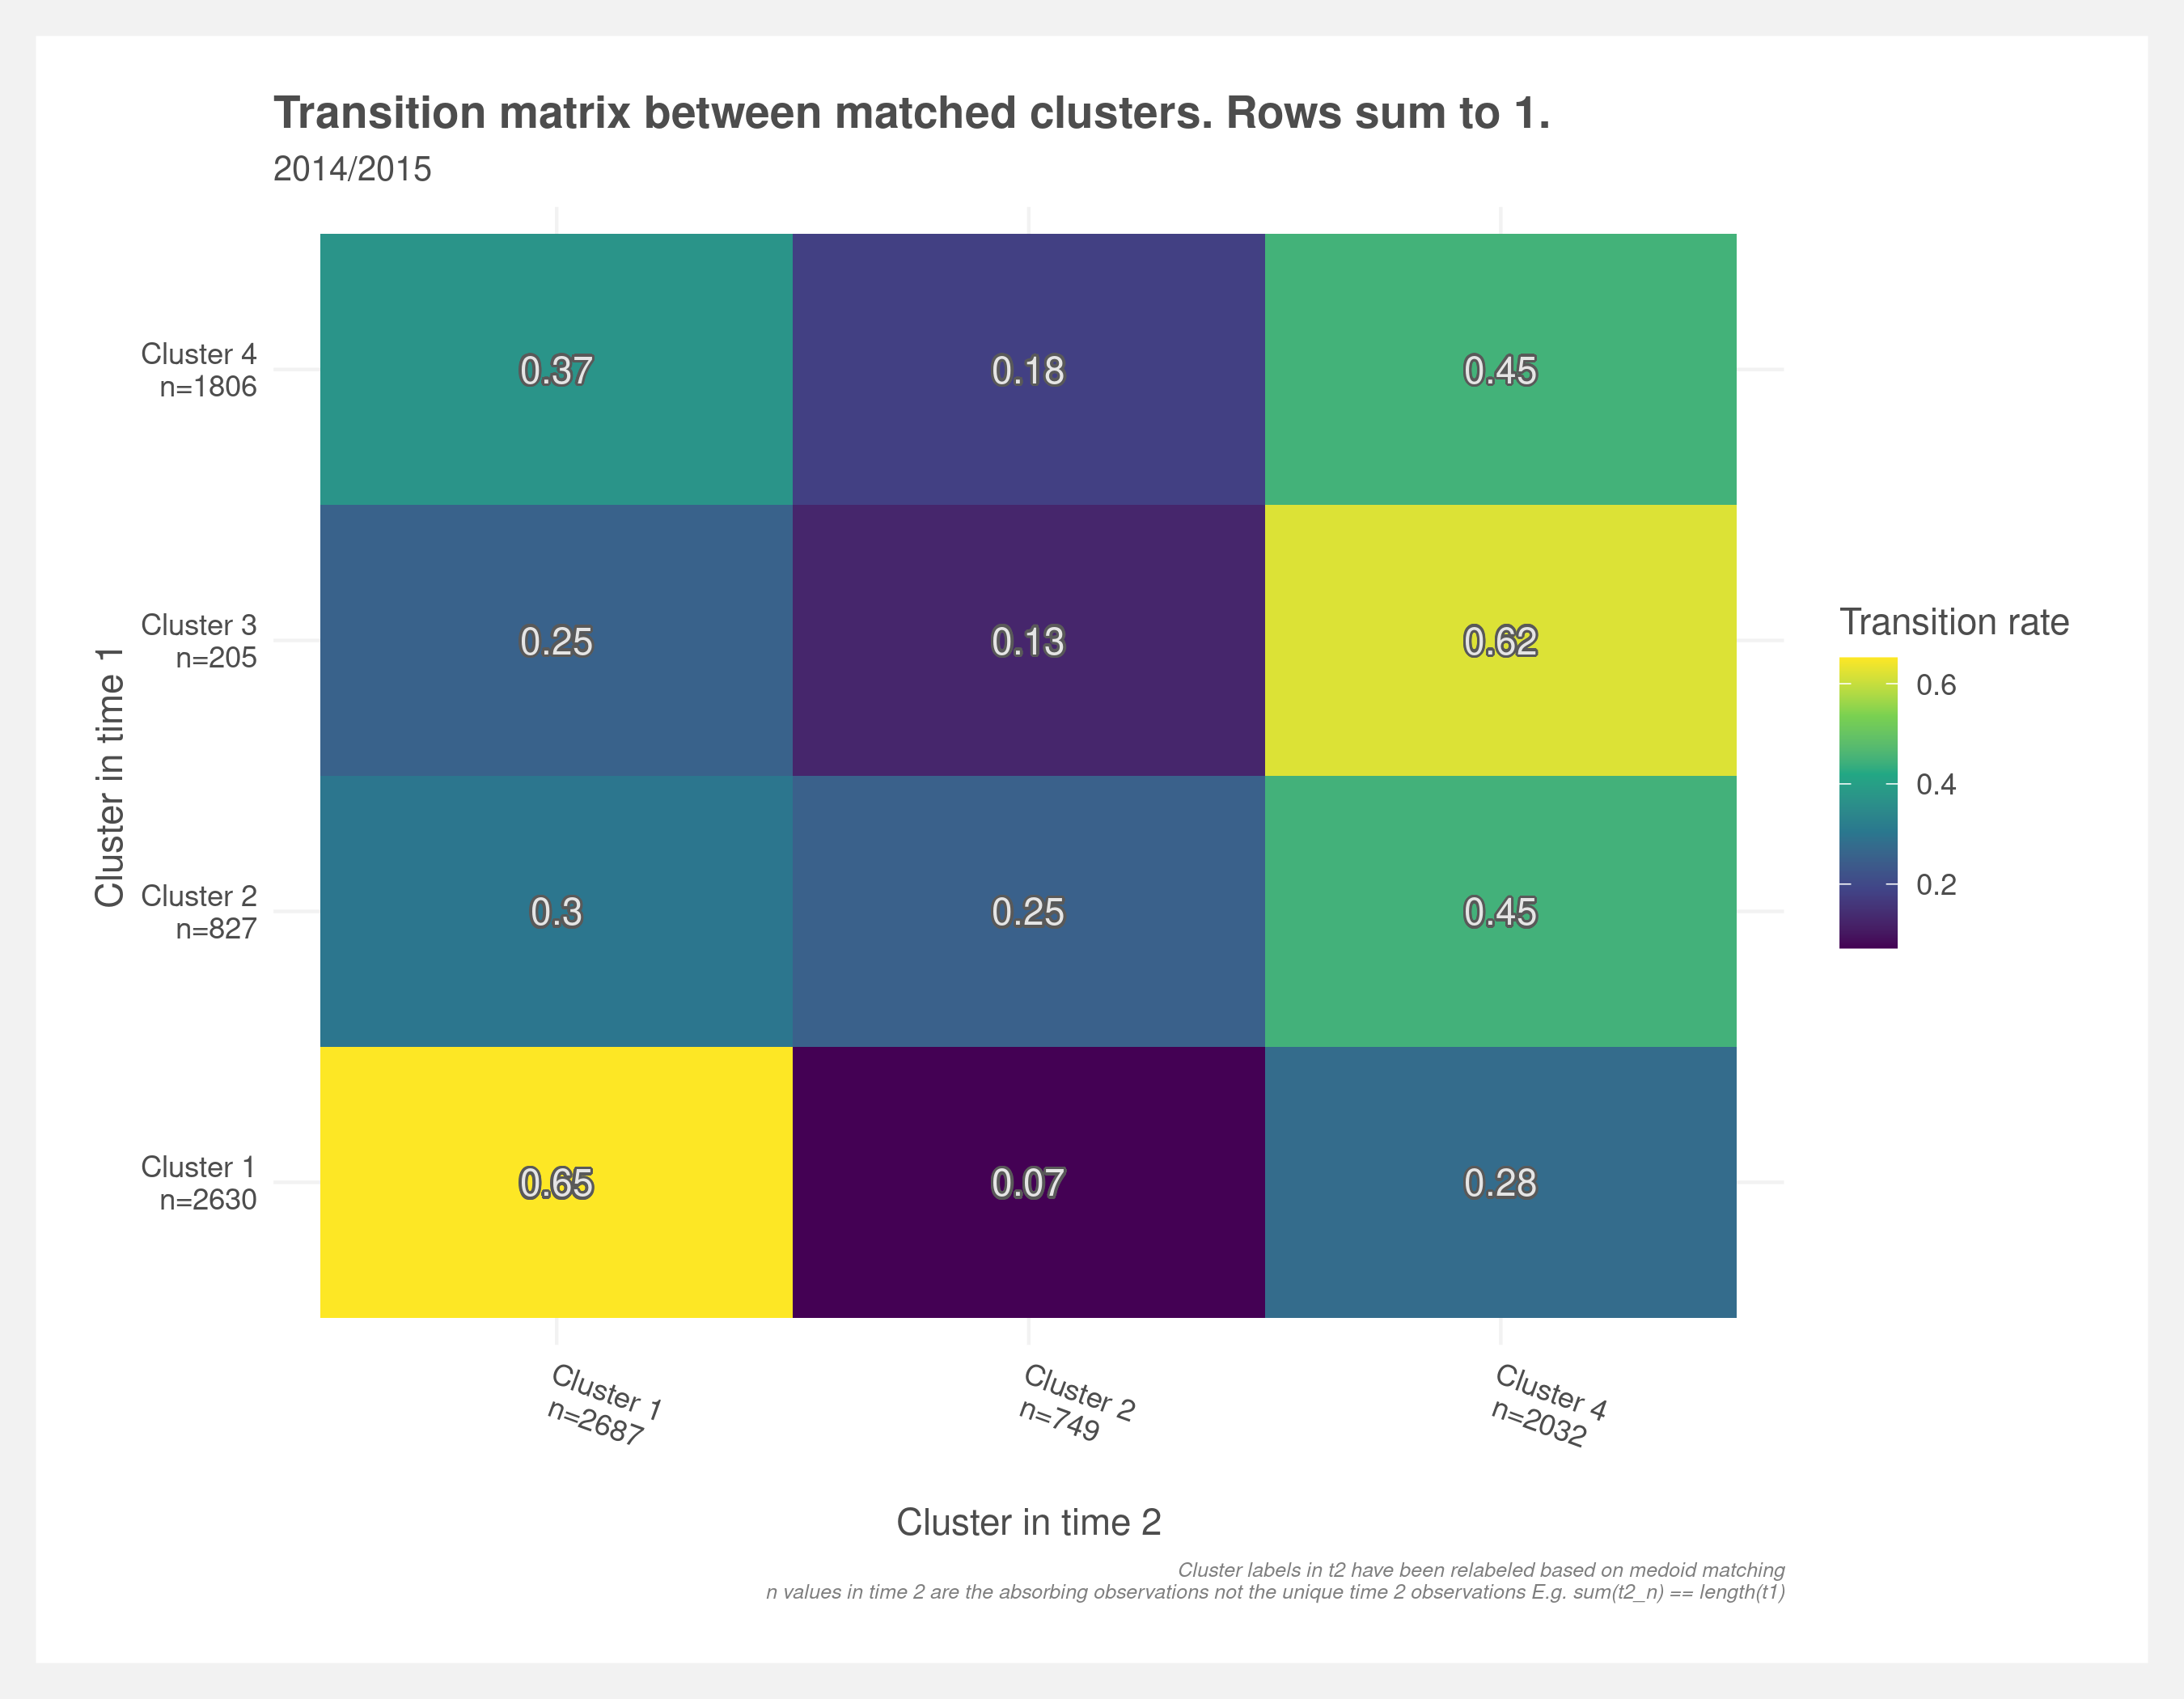 Transition matrix between matched clusters. Rows sum to 1.
2014/2015
Cluster in time 1
Cluster 4
n=1806
0.37
0.18
0.45
Cluster 3
n=205
0.25
0.13
0.62
Cluster 2
n=827
0.3
0.25
0.45
Cluster 1
n=2630
0.65
0.07
0.28
Transition rate
0.6
0.4
0.2
Cluster 1
n=2687
Cluster 2
n=749
Cluster 4
n=2032
Cluster in time 2
Cluster labels in t2 have been relabeled based on medoid matching
n values in time 2 are the absorbing observations not the unique time 2 observations E.g. sum(t2_n) == length(t1)